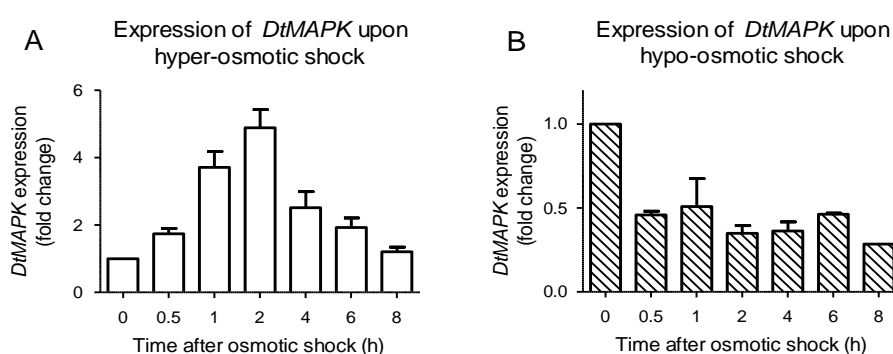 A
Expression of DtMAPK upon
hyper-osmotic shock
DtMAPK expression
(fold change)
6
4
2
0
0 0.5 1 2 4 6 8
Time after osmotic shock (h)
B
Expression of DtMAPK upon
hypo-osmotic shock
DtMAPK expression
(fold change)
1.0
0.5
0.0
0 0.5 1 2 4 6 8
Time after osmotic shock (h)